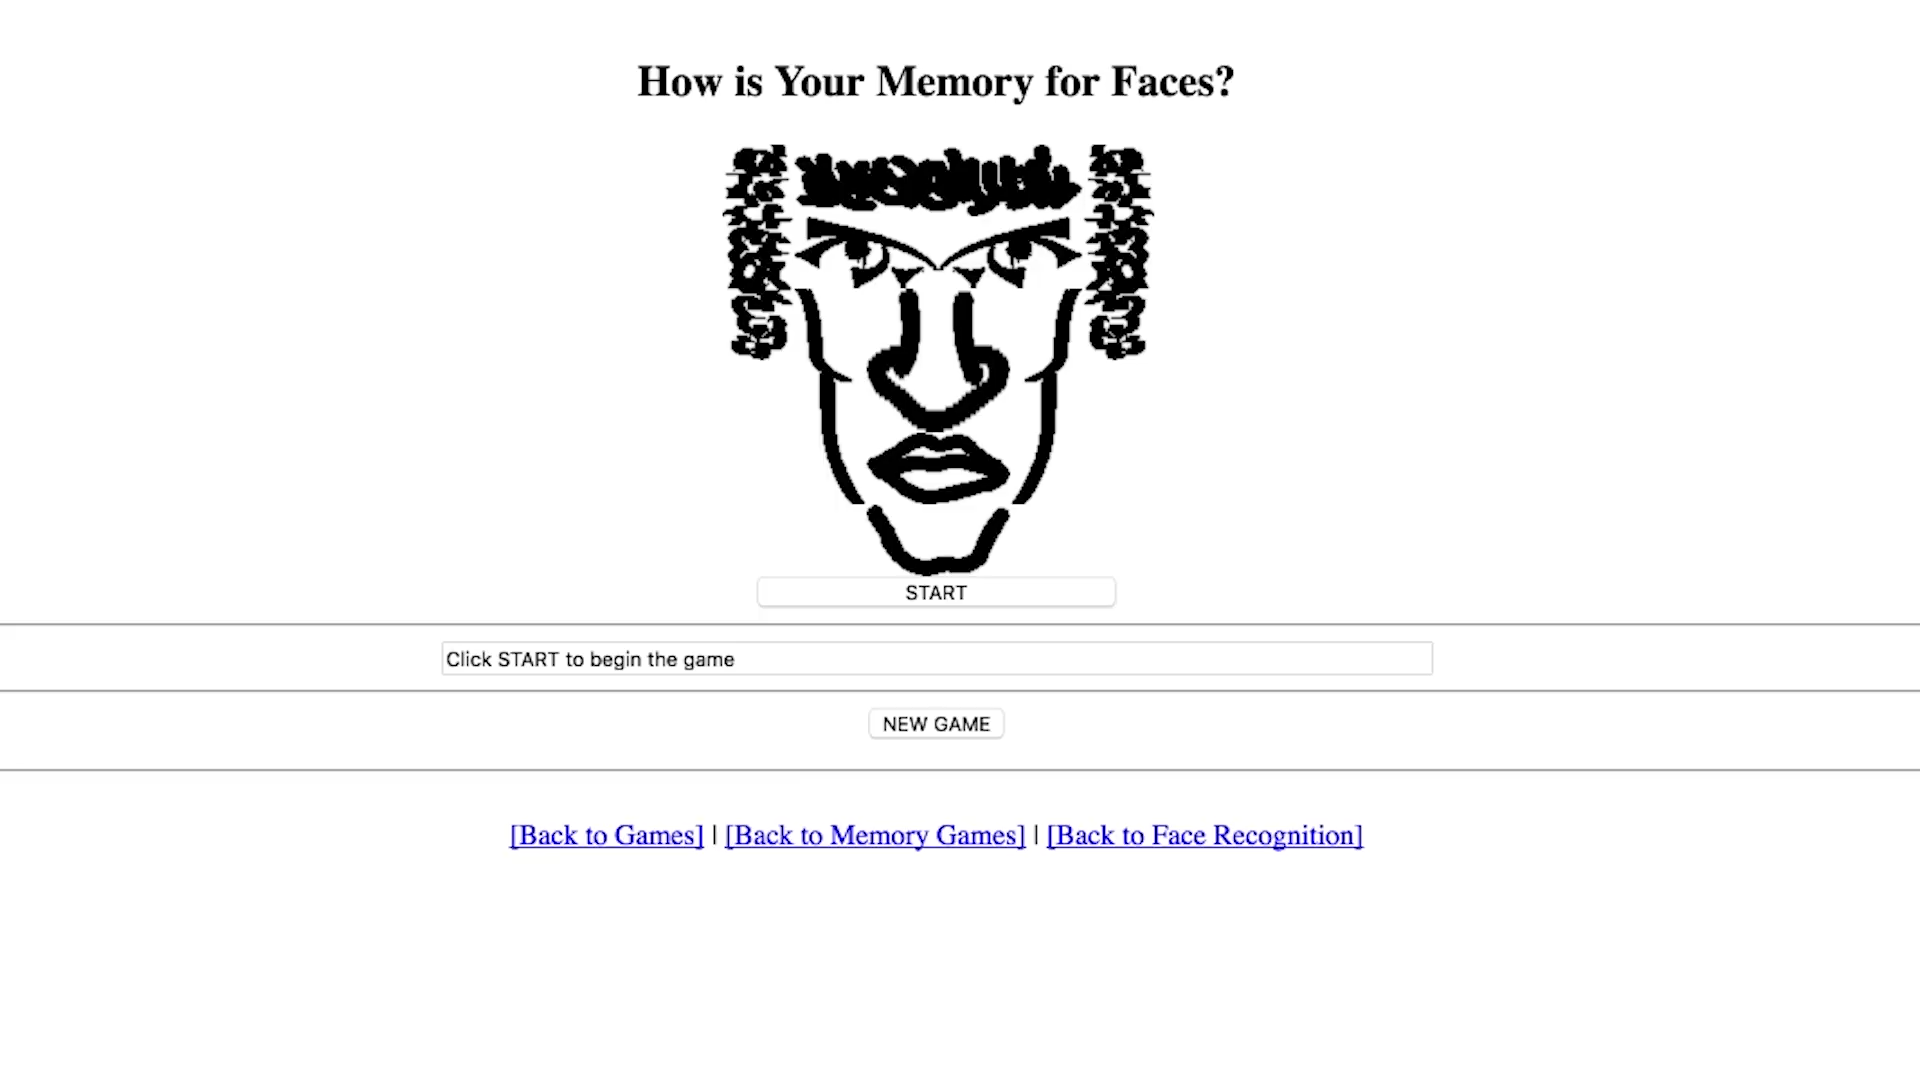 How is Your Memory for Faces?
START
Click START to begin the game
NEW GAME
[Back to Games] | [Back to Memory Games] | [Back to Face Recognition]